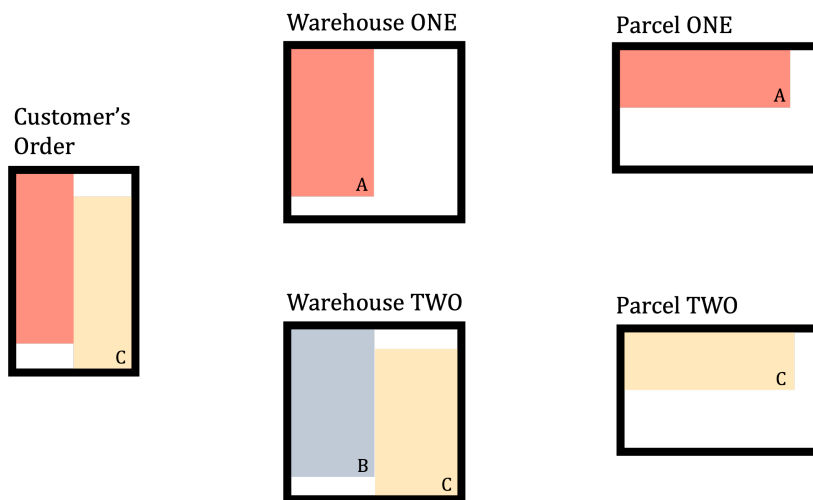 Warehouse ONE
Parcel ONE
A
A
Customer's
Order
C
Warehouse TWO
Parcel TWO
B
C
C